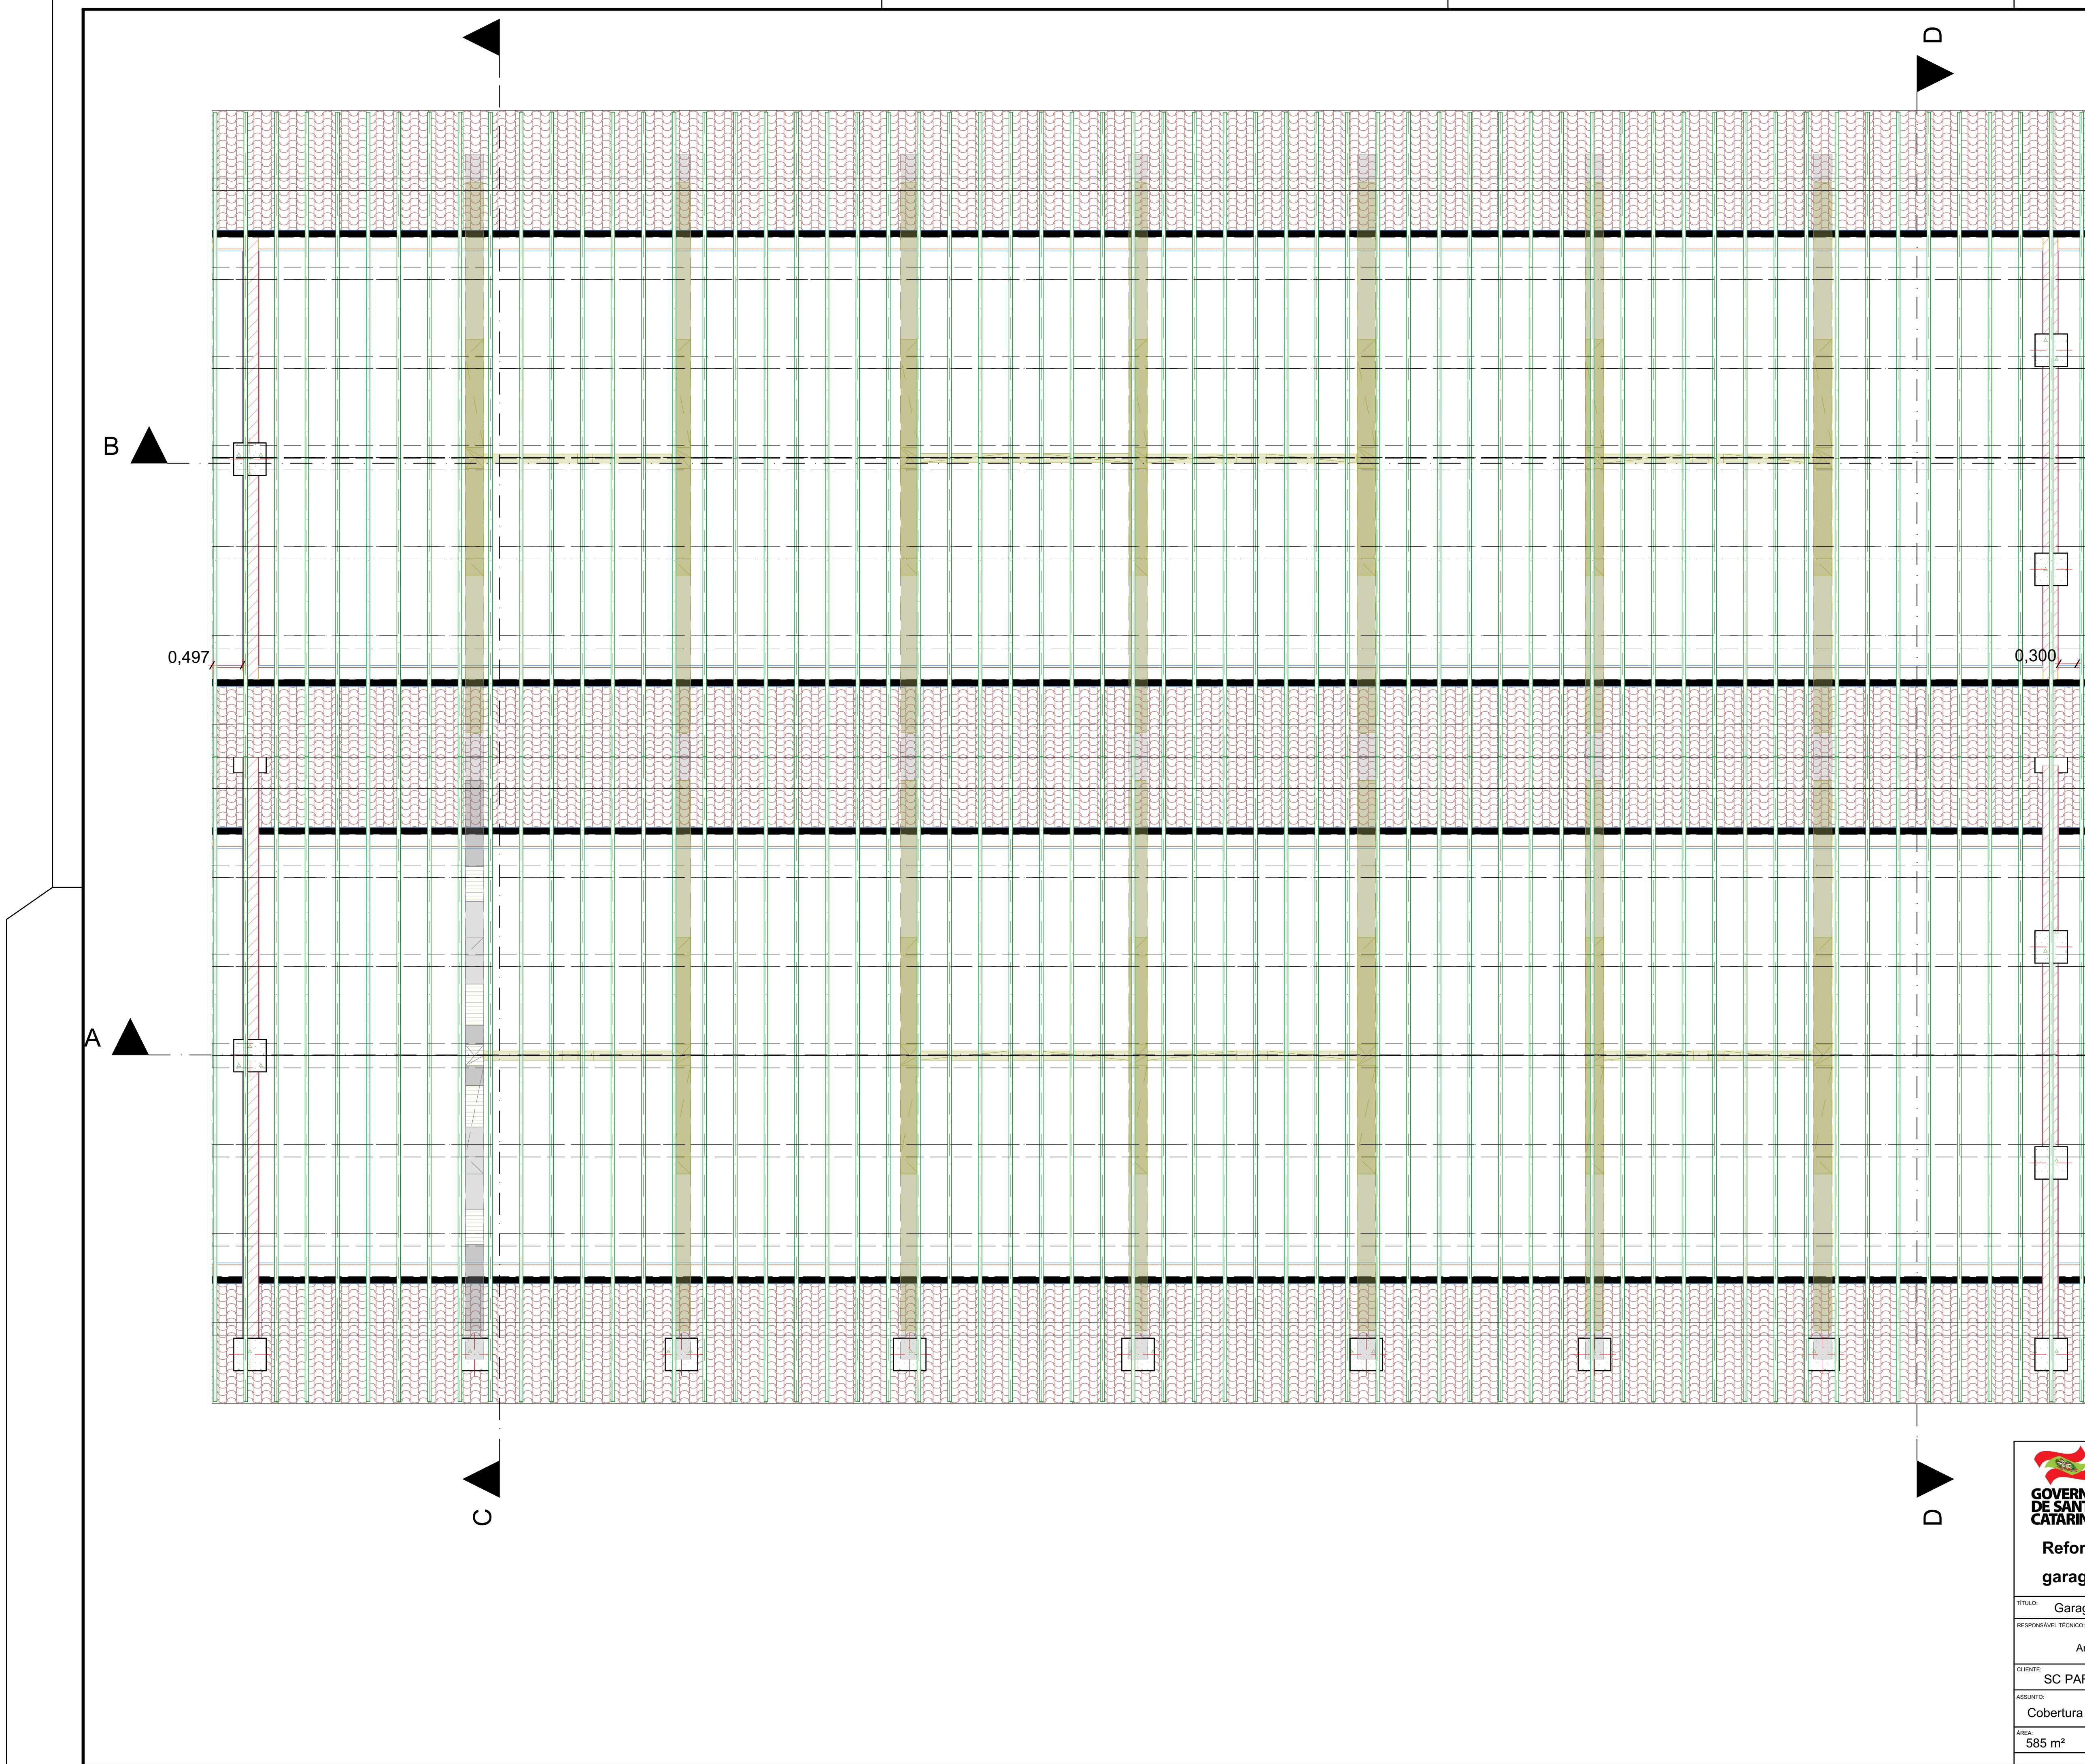 D
B
0,497
0,300
A
C
D
GOVERN
DE SANT
CATARIN
Refor
garag
TÍTULO: Garag
RESPONSÁVEL TÉCNICO:
Ar
CLIENTE:
SC PAR
ASSUNTO:
Cobertura
ÁREA:
585 m²